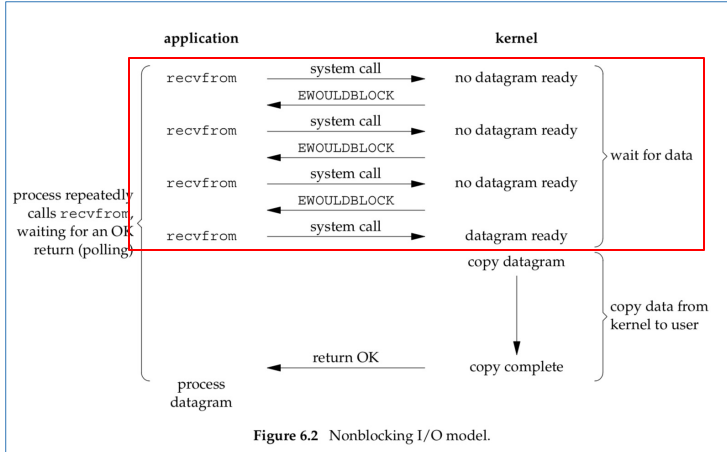 application kernel
recvfrom system call no datagram ready
EWOULDBLOCK
recvfrom system call no datagram ready
EWOULDBLOCK
recvfrom system call no datagram ready
EWOULDBLOCK
recvfrom system call datagram ready
wait for data
process repeatedly
calls recvfrom,
waiting for an OK
return (polling)
copy datagram
copy data from
kernel to user
return OK copy complete
process
datagram
Figure 6.2 Nonblocking I/O model.